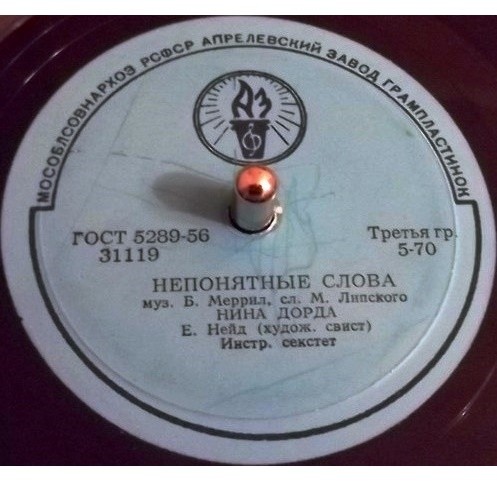 МОСОБЛСОВНАРХОЗ РСФСР АПРЕЛЕВСКИЙ ЗАВОД ГРАМПЛАСТИНОК
АЗ
ГОСТ 5289-56
31119
Третья гр.
5-70
НЕПОНЯТНЫЕ СЛОВА
муз. Б. Меррил, сл. М. Липского
НИНА ДОРДА
Е. Нейд (худож. свист)
Инстр. секстет